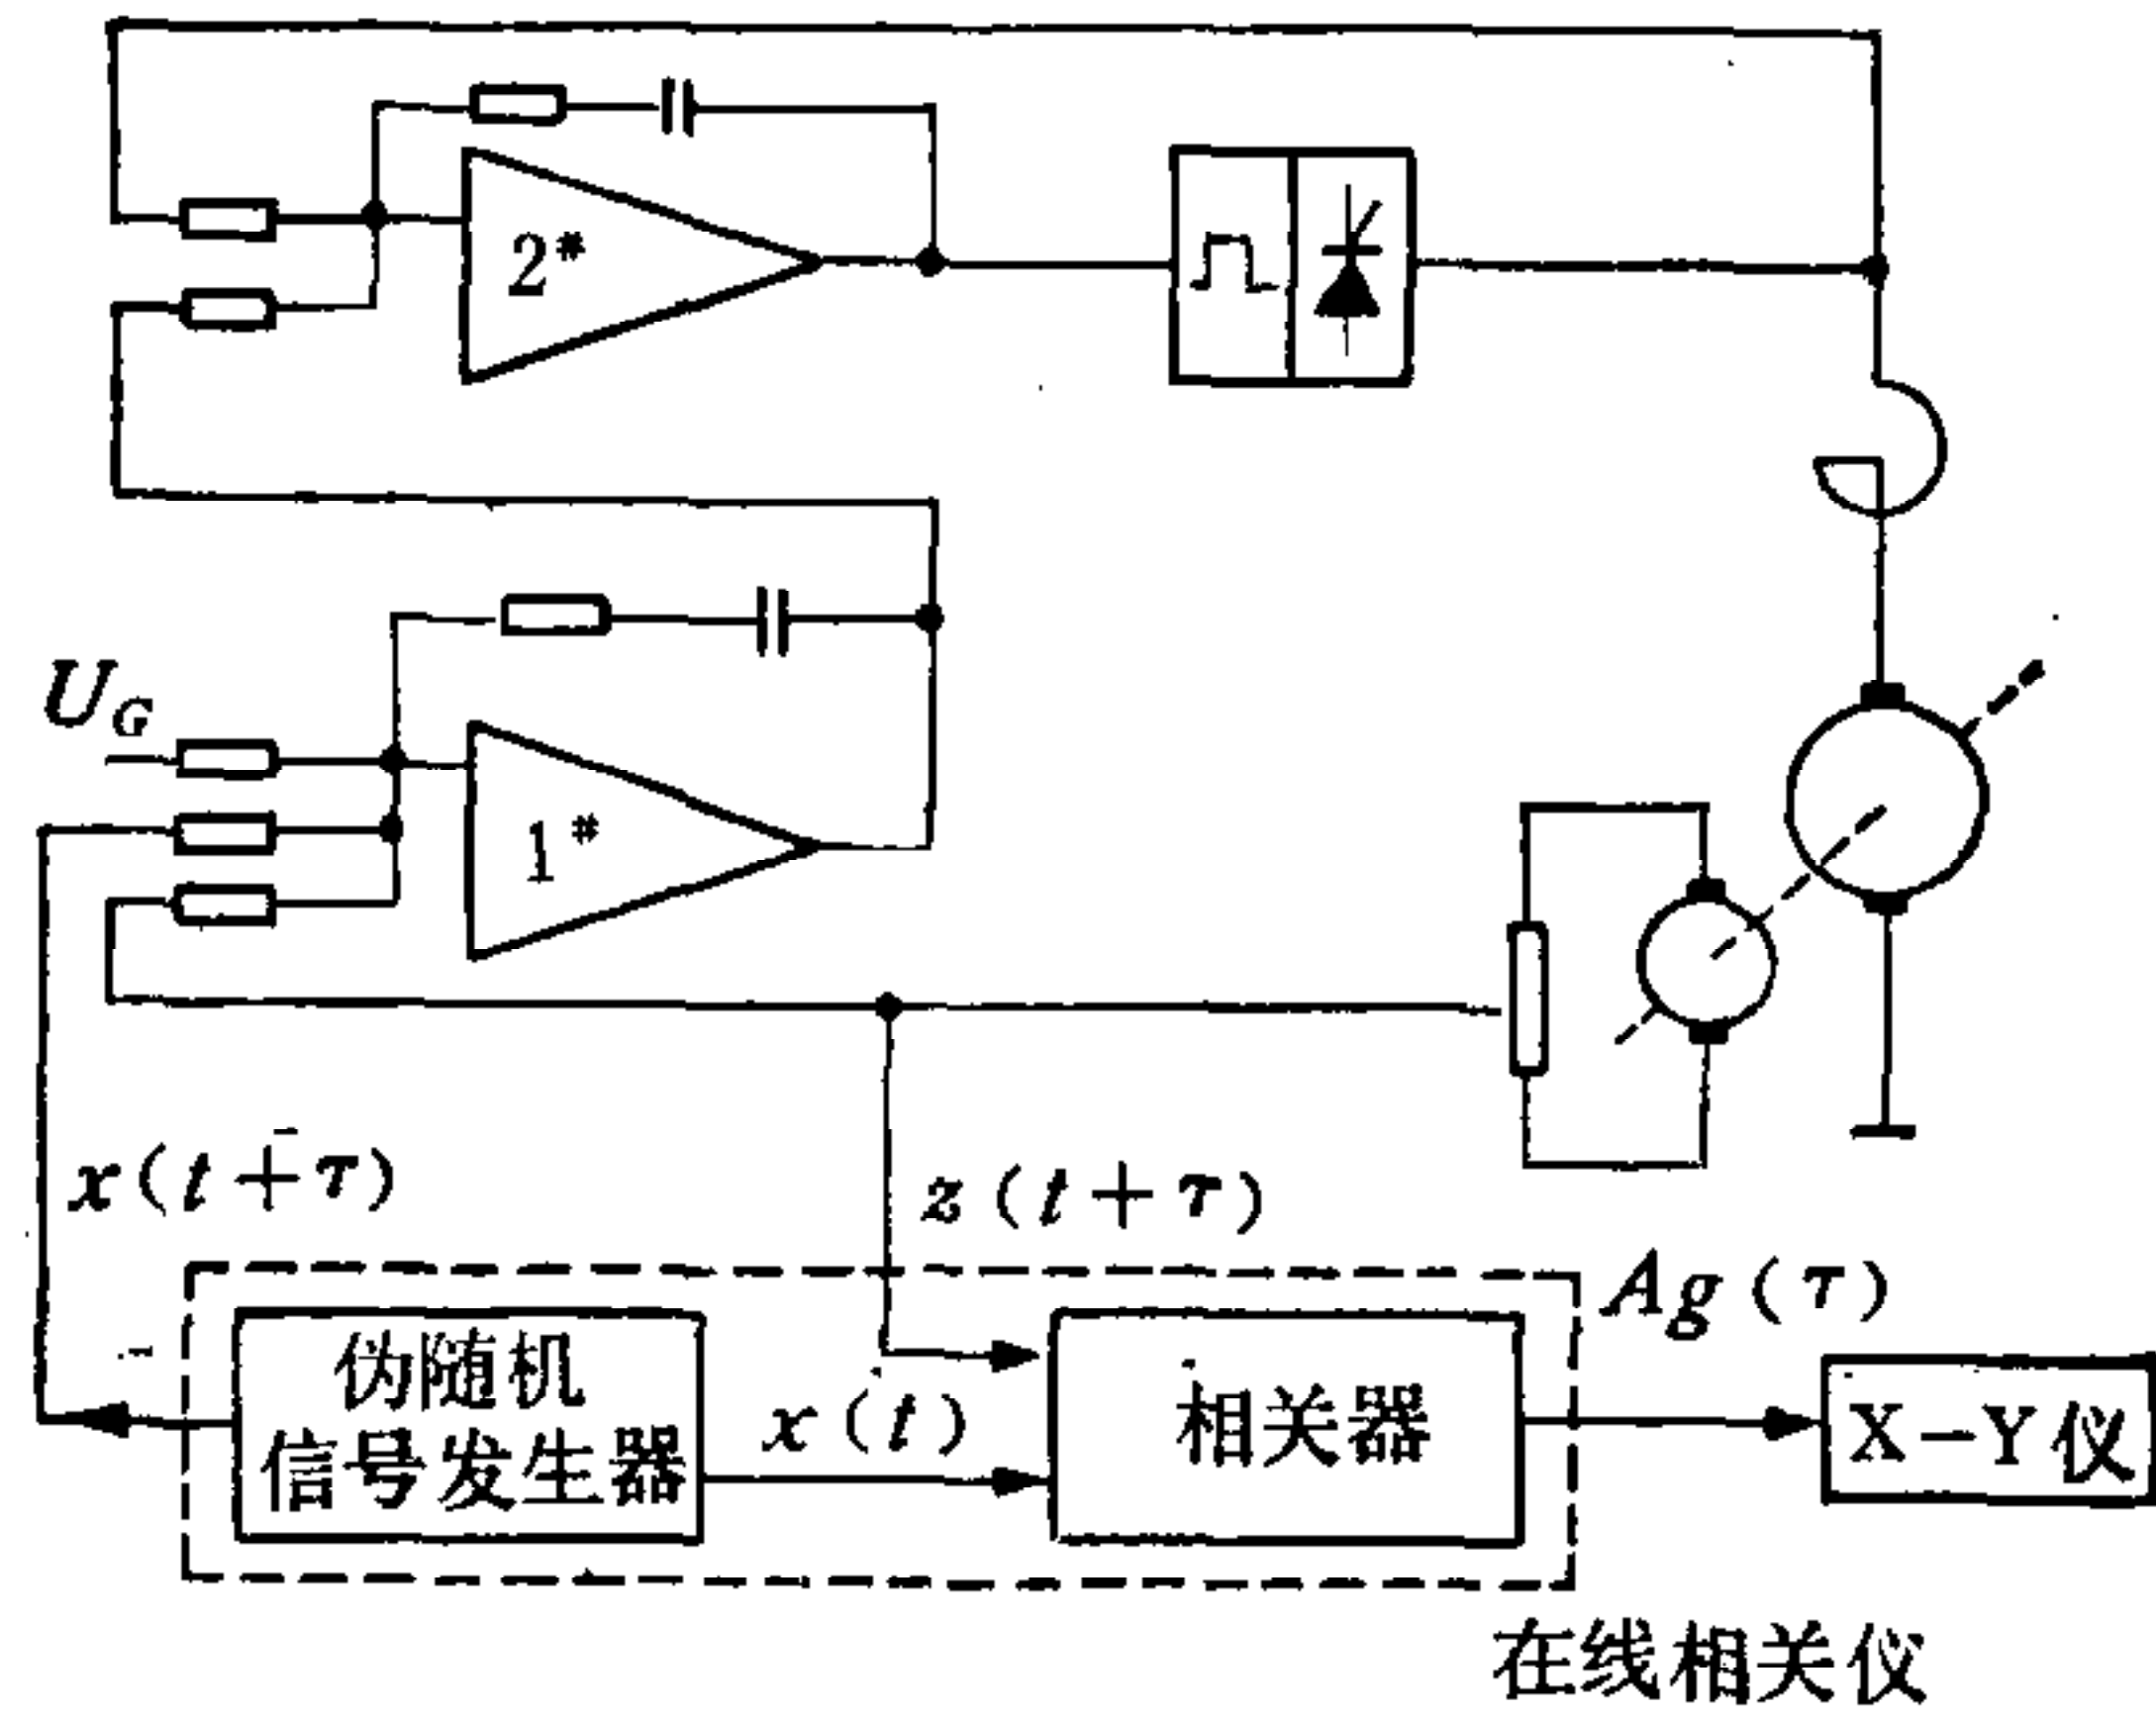 2*
U_G
1*
x(t+τ)
z(t+τ)
Ag(τ)
伪随机
信号发生器
x(t)
相关器
X-Y仪
在线相关仪